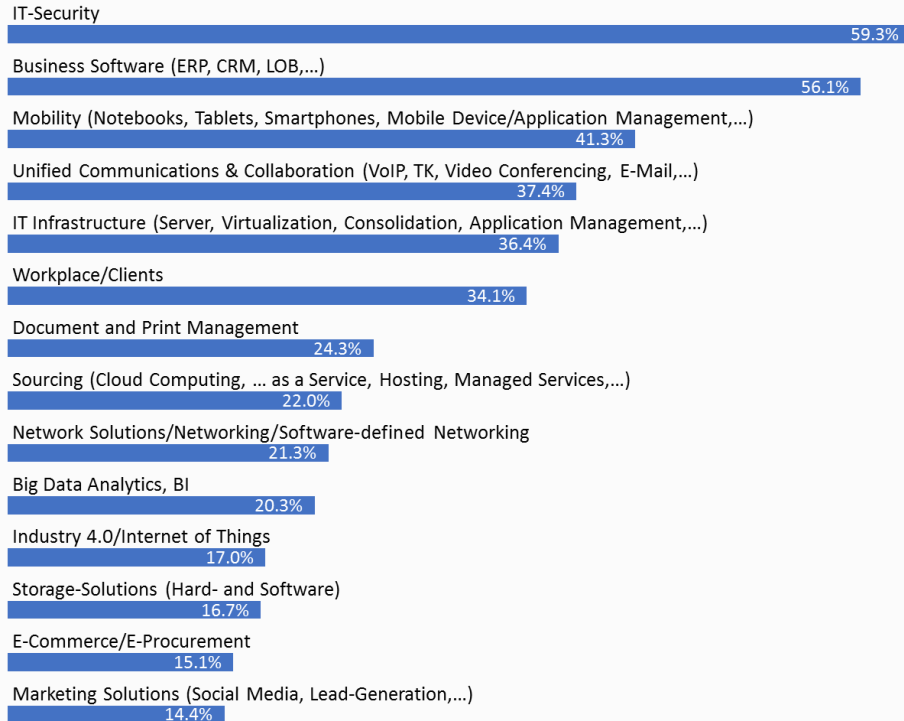 IT-Security
59.3%
Business Software (ERP, CRM, LOB,...)
56.1%
Mobility (Notebooks, Tablets, Smartphones, Mobile Device/Application Management,...)
41.3%
Unified Communications & Collaboration (VoIP, TK, Video Conferencing, E-Mail,...)
37.4%
IT Infrastructure (Server, Virtualization, Consolidation, Application Management,...)
36.4%
Workplace/Clients
34.1%
Document and Print Management
24.3%
Sourcing (Cloud Computing, ... as a Service, Hosting, Managed Services,...)
22.0%
Network Solutions/Networking/Software-defined Networking
21.3%
Big Data Analytics, BI
20.3%
Industry 4.0/Internet of Things
17.0%
Storage-Solutions (Hard- and Software)
16.7%
E-Commerce/E-Procurement
15.1%
Marketing Solutions (Social Media, Lead-Generation,...)
14.4%